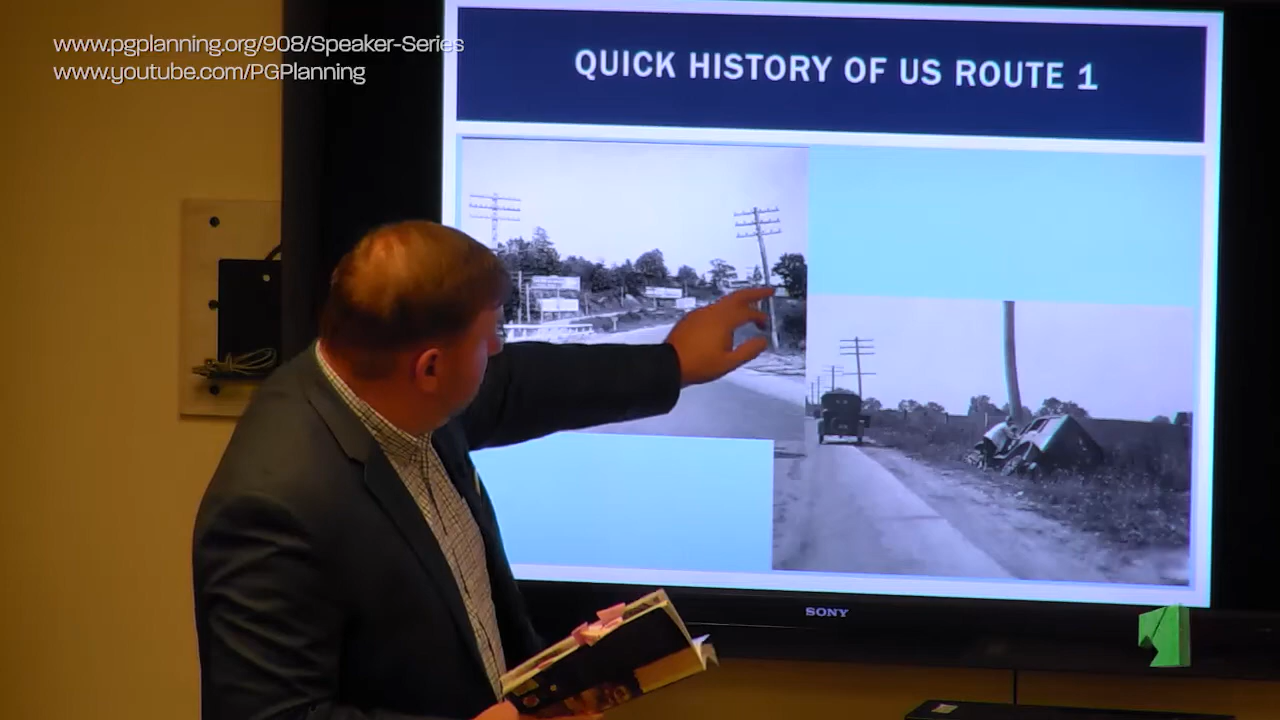 www.pgplanning.org/908/Speaker-Series
www.youtube.com/PGPlanning
QUICK HISTORY OF US ROUTE 1
SONY